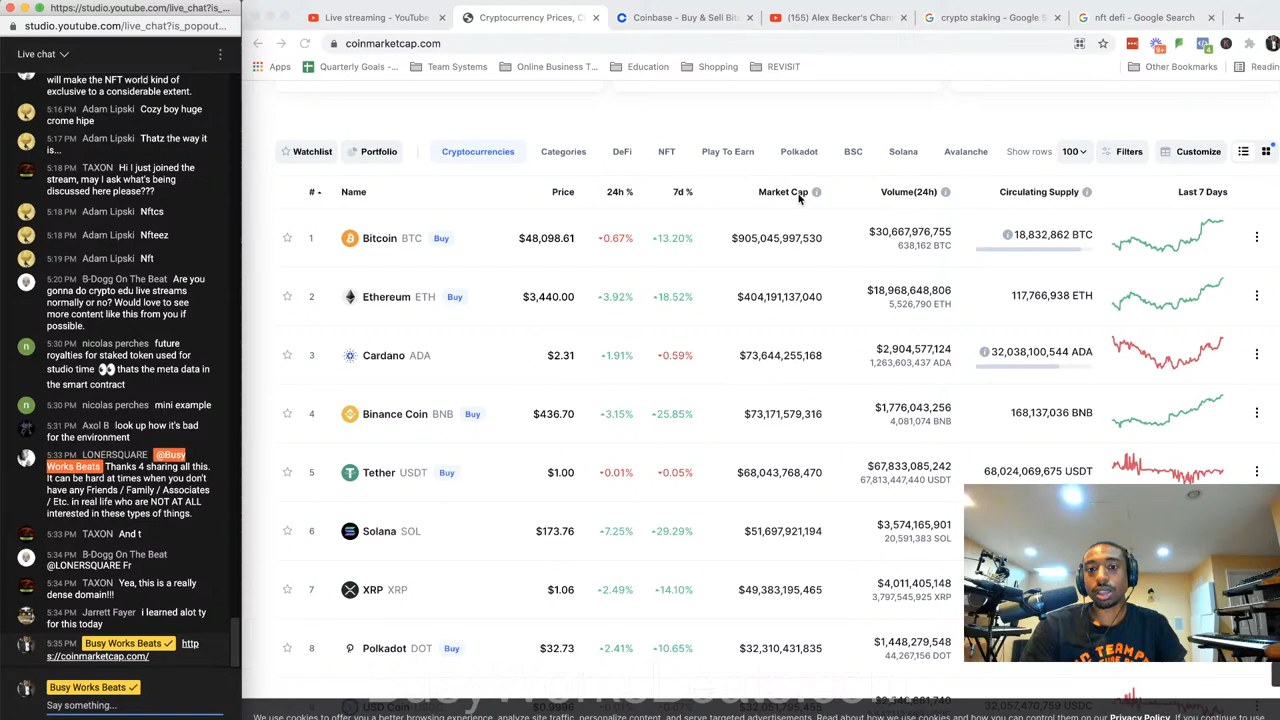 https://studio.youtube.com/live_chat?is_...
studio.youtube.com/live_chat?is_popout...
Live chat
will make the NFT world kind of
exclusive to a considerable extent.
5:16 PM Adam Lipski Cozy boy huge
crome hipe
5:17 PM Adam Lipski Thatz the way it
is...
5:18 PM TAXON Hi I just joined the
stream, may I ask what's being
discussed here please???
5:18 PM Adam Lipski Nftcs
5:18 PM Adam Lipski Nfteez
5:19 PM Adam Lipski Nft
5:20 PM B-Dogg On The Beat Are you
gonna do crypto edu live streams
normally or no? Would love to see
more content like this from you if
possible.
5:30 PM nicolas perches future
royalties for staked token used for
studio time 👀 thats the meta data in
the smart contract
5:30 PM nicolas perches mini example
5:31 PM Axol B look up how it's bad
for the environment
5:33 PM LONERSQUARE @Busy
Works Beats Thanks 4 sharing all this.
It can be hard at times when you don't
have any Friends / Family / Associates
/ Etc. in real life who are NOT AT ALL
interested in these types of things.
5:33 PM TAXON And t
5:34 PM B-Dogg On The Beat
@LONERSQUARE Fr
5:34 PM TAXON Yea, this is a really
dense domain!!!
5:34 PM Jarrett Fayer i learned alot ty
for this today
5:35 PM Busy Works Beats ✓ http
s://coinmarketcap.com/
Busy Works Beats ✓
Say something...
Live streaming - YouTube
Cryptocurrency Prices, C
Coinbase - Buy & Sell Bit
(155) Alex Becker's Chan
crypto staking - Google S
nft defi - Google Search
coinmarketcap.com
Apps Quarterly Goals -... Team Systems Online Business T... Education Shopping REVISIT Other Bookmarks Readin
Watchlist Portfolio Cryptocurrencies Categories DeFi NFT Play To Earn Polkadot BSC Solana Avalanche Show rows 100 Filters Customize
# Name Price 24h % 7d % Market Cap Volume(24h) Circulating Supply Last 7 Days
1 Bitcoin BTC Buy $48,098.61 0.67% 13.20% $905,045,997,530 $30,667,976,755 18,832,862 BTC
638,162 BTC
2 Ethereum ETH Buy $3,440.00 3.92% 18.52% $404,191,137,040 $18,968,648,806 117,766,938 ETH
5,526,790 ETH
3 Cardano ADA $2.31 1.91% 0.59% $73,644,255,168 $2,904,577,124 32,038,100,544 ADA
1,263,603,437 ADA
4 Binance Coin BNB Buy $436.70 3.15% 25.85% $73,171,579,316 $1,776,043,256 168,137,036 BNB
4,081,074 BNB
5 Tether USDT Buy $1.00 0.01% 0.05% $68,043,768,470 $67,833,085,242 68,024,069,675 USDT
67,813,447,440 USDT
6 Solana SOL $173.76 7.25% 29.29% $51,697,921,194 $3,574,165,901
20,591,383 SOL
7 XRP XRP $1.06 2.49% 14.10% $49,383,195,465 $4,011,405,148
3,797,545,925 XRP
8 Polkadot DOT Buy $32.73 2.41% 10.65% $32,310,431,835 $1,448,279,548
44,267,156 DOT
USD Coin
We use cookies to offer you a better browsing experience, analyze site traffic, personalize content, and serve targeted advertisements. Read about how we use cookies and how you can control them on our Privacy Policy. If you continue to use